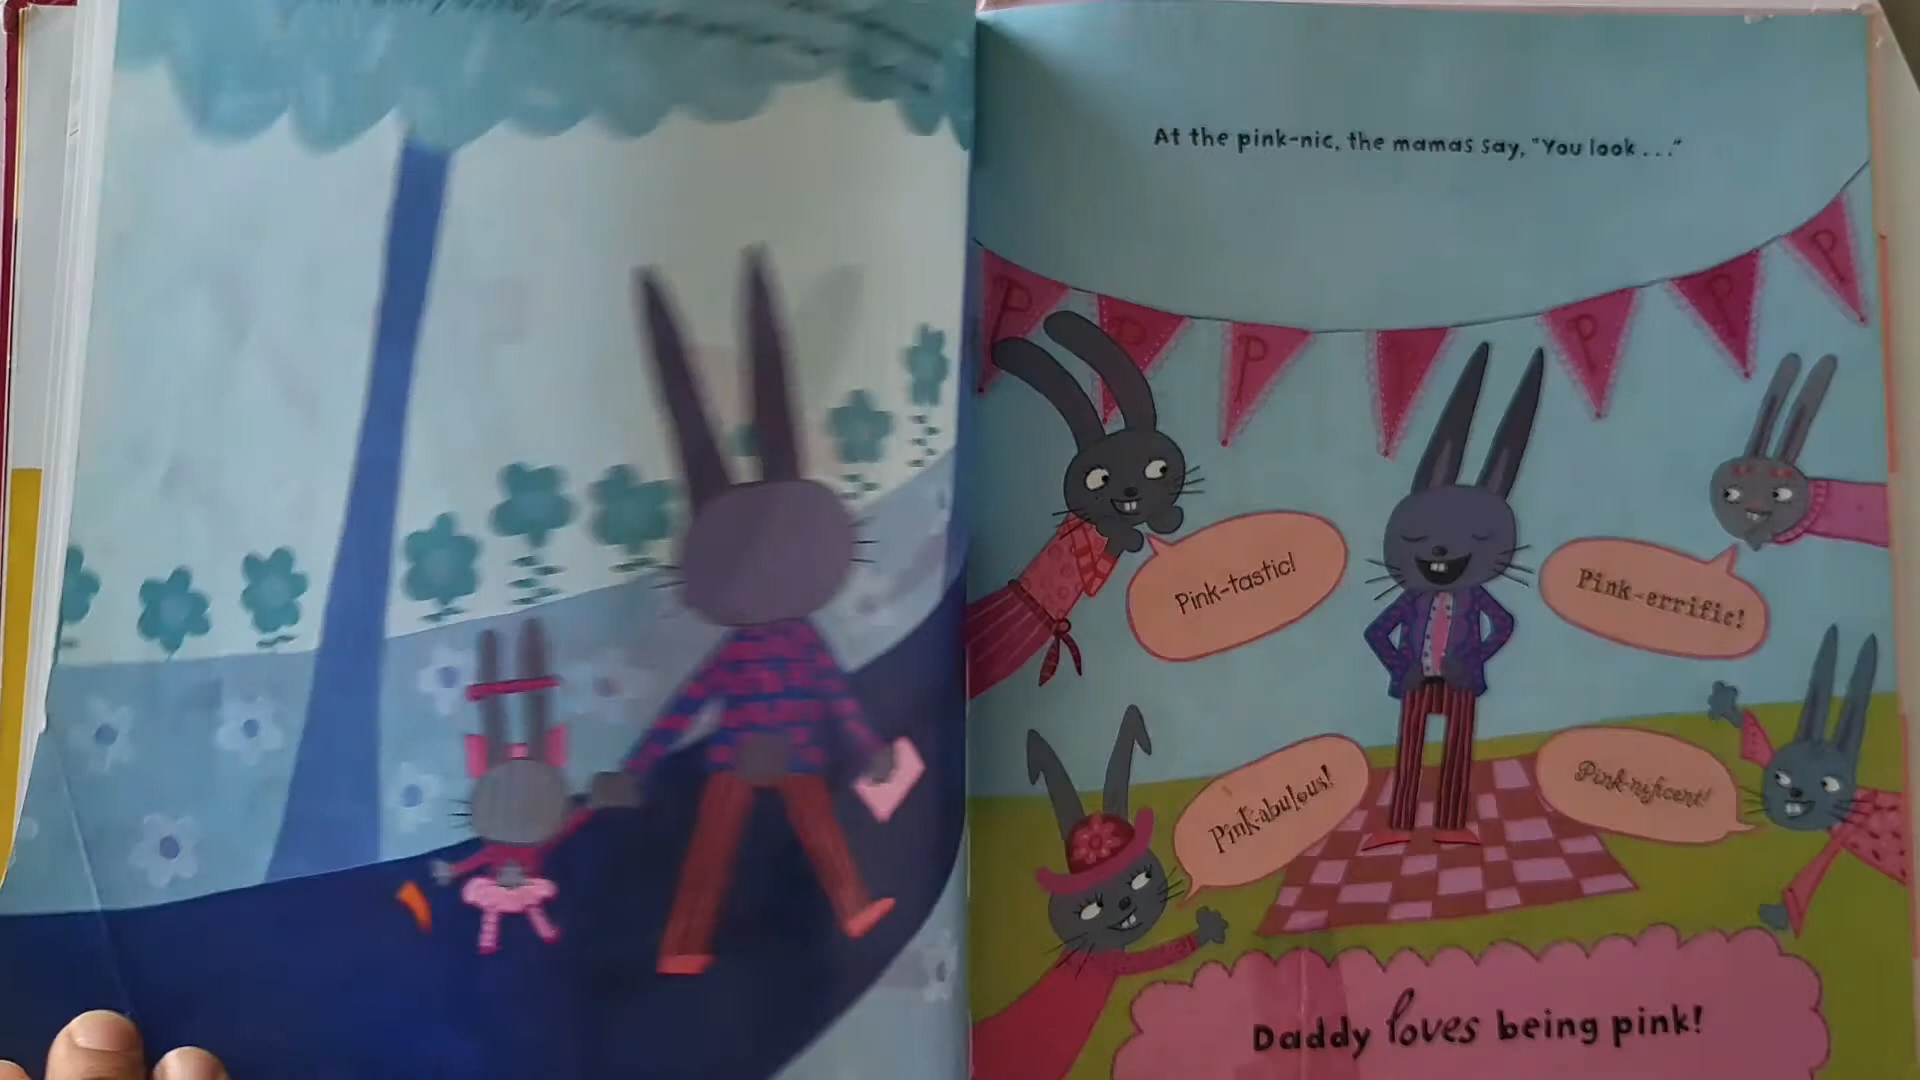 At the pink-nic, the mamas say, "You look . . ."
P P P P P P P
Pink-tastic!
Pink-errific!
Pink-abulous!
Pink-nificent!
Daddy loves being pink!